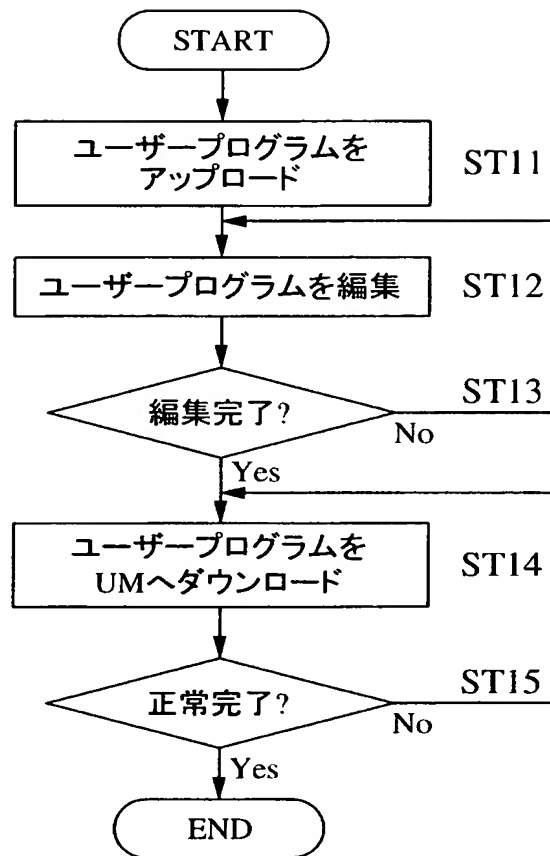 START
ユーザープログラムを
アップロード
ST11
ユーザープログラムを編集
ST12
編集完了?
ST13
No
Yes
ユーザープログラムを
UMへダウンロード
ST14
正常完了?
ST15
No
Yes
END